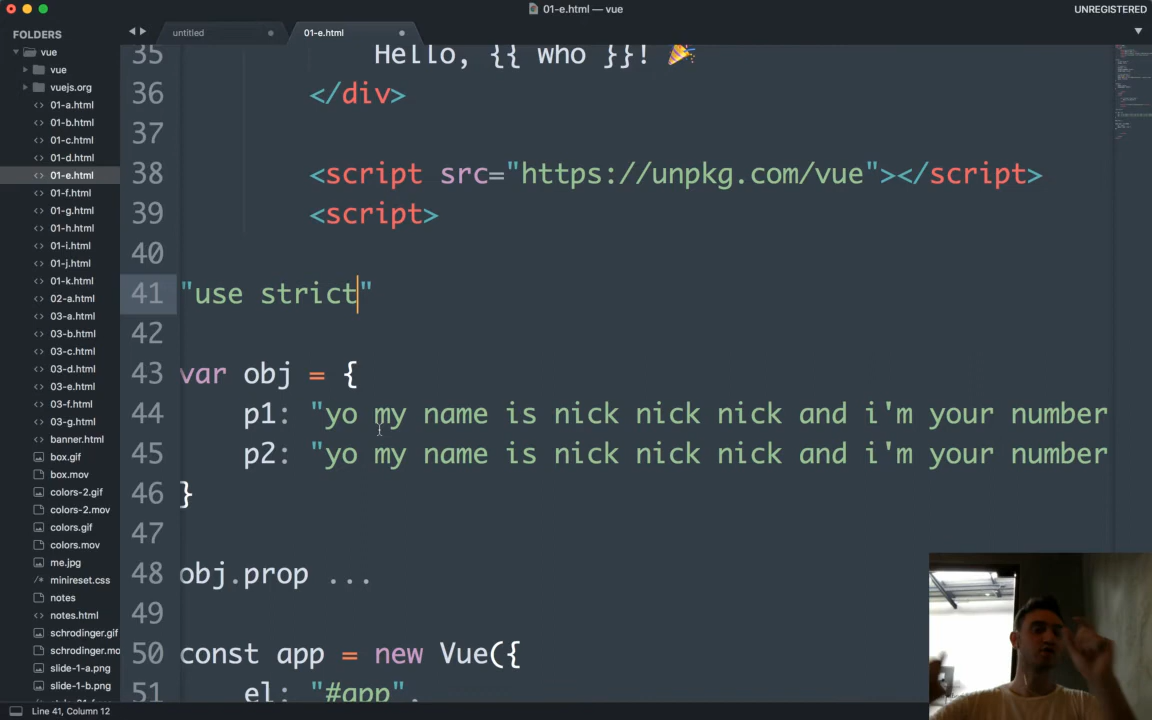 01-e.html — vue
UNREGISTERED
FOLDERS
vue
vue
vuejs.org
01-a.html
01-b.html
01-c.html
01-d.html
01-e.html
01-f.html
01-g.html
01-h.html
01-i.html
01-j.html
01-k.html
02-a.html
03-a.html
03-b.html
03-c.html
03-d.html
03-e.html
03-f.html
03-g.html
banner.html
box.gif
box.mov
colors-2.gif
colors-2.mov
colors.gif
colors.mov
me.jpg
minireset.css
notes
notes.html
schrodinger.gif
schrodinger.mo
slide-1-a.png
slide-1-b.png
untitled
01-e.html
35 Hello, {{ who }}! 🎉
36 </div>
37
38 <script src="https://unpkg.com/vue"></script>
39 <script>
40
41 "use strict"
42
43 var obj = {
44 p1: "yo my name is nick nick nick and i'm your number
45 p2: "yo my name is nick nick nick and i'm your number
46 }
47
48 obj.prop ...
49
50 const app = new Vue({
51 el: "#app",
Line 41, Column 12